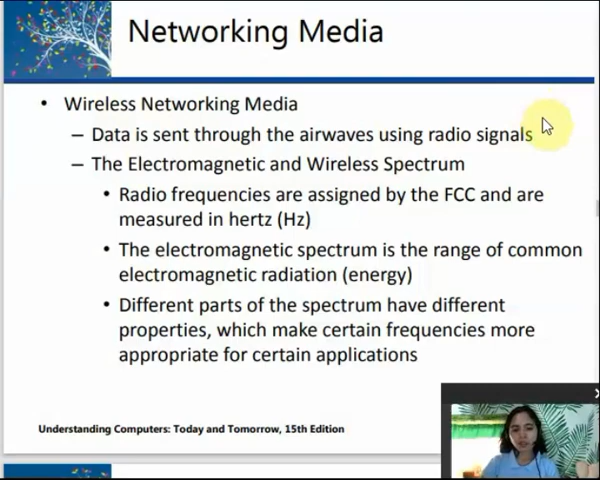 Networking Media
• Wireless Networking Media
– Data is sent through the airwaves using radio signals
– The Electromagnetic and Wireless Spectrum
• Radio frequencies are assigned by the FCC and are
measured in hertz (Hz)
• The electromagnetic spectrum is the range of common
electromagnetic radiation (energy)
• Different parts of the spectrum have different
properties, which make certain frequencies more
appropriate for certain applications
Understanding Computers: Today and Tomorrow, 15th Edition